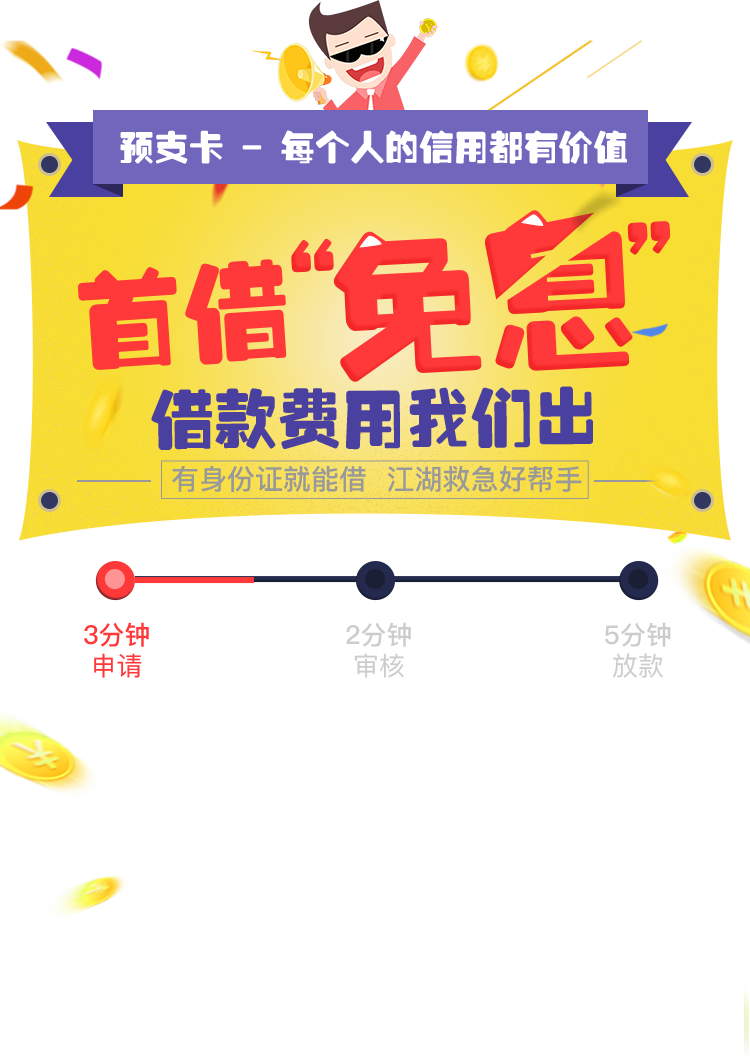 预支卡 - 每个人的信用都有价值
首借“免息”
借款费用我们出
有身份证就能借 江湖救急好帮手
3分钟 2分钟 5分钟
申请 审核 放款